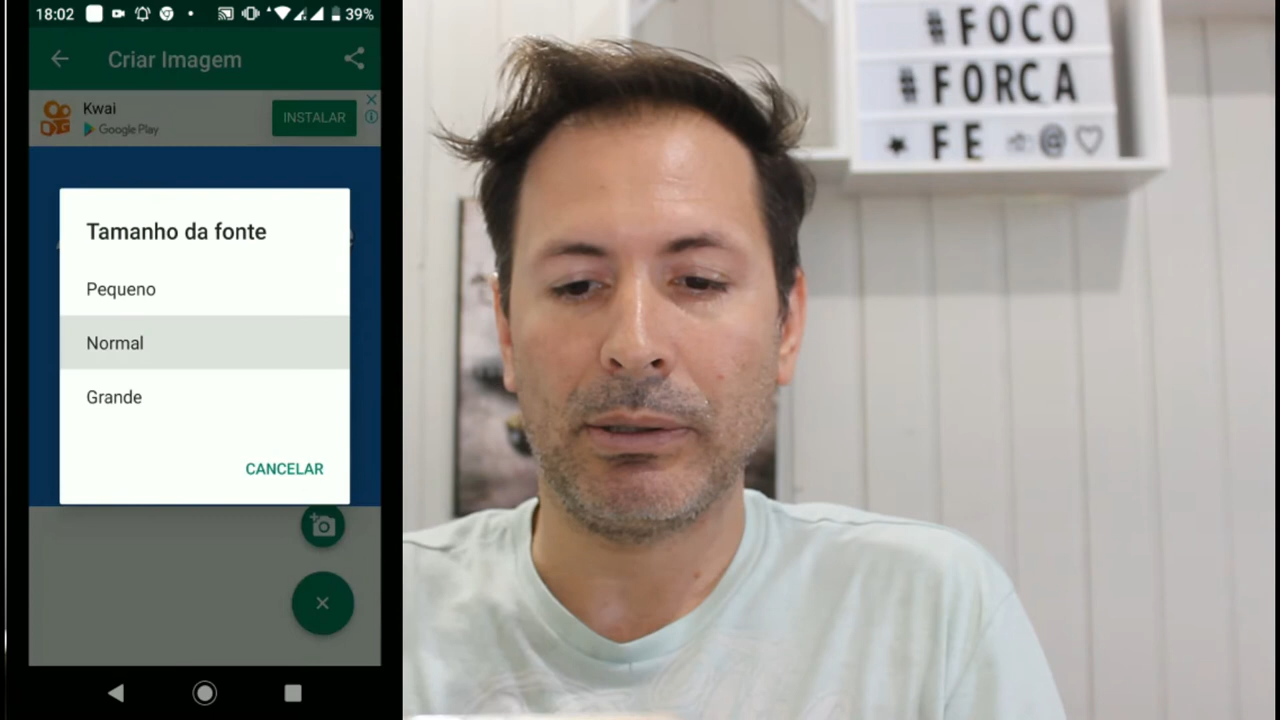 18:02
39%
Criar Imagem
Kwai
Google Play
INSTALAR
Tamanho da fonte
Pequeno
Normal
Grande
CANCELAR
#FOCO
#FORCA
★ FE @ ♡